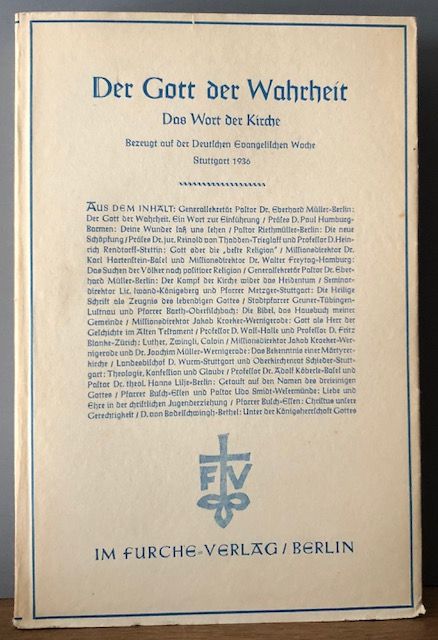 Der Gott der Wahrheit
Das Wort der Kirche
Bezeugt auf der Deutschen Evangelischen Woche
Stuttgart 1936
AUS DEM INHALT: Generalsekretär Pastor Dr. Eberhard Müller-Berlin:
Der Gott der Wahrheit. Ein Wort zur Einführung / Präses D. Paul Humburg-
Barmen: Deine Wunder laß uns sehen / Pastor Riethmüller-Berlin: Die neue
Schöpfung / Präses Dr. jur. Reinold von Thadden-Trieglaff und Professor D. Hein-
rich Rendtorff-Stettin: Gott oder die „beste Religion" / Missionsdirektor Dr.
Karl Hartenstein-Basel und Missionsdirektor Dr. Walter Freytag-Hamburg:
Das Suchen der Völker nach positiver Religion / Generalsekretär Pastor Dr. Eber-
hard Müller-Berlin: Der Kampf der Kirche wider das Heidentum / Seminar-
direktor Lic. Iwand-Königsberg und Pfarrer Metzger-Stuttgart: Die Heilige
Schrift als Zeugnis des lebendigen Gottes / Stadtpfarrer Gruner-Tübingen-
Lustnau und Pfarrer Barth-Oberfischbach: Die Bibel, das Hausbuch meiner
Gemeinde / Missionsdirektor Jakob Kroeker-Wernigerode: Gott als Herr der
Geschichte im Alten Testament / Professor D. Wolf-Halle und Professor D. Fritz
Blanke-Zürich: Luther, Zwingli, Calvin / Missionsdirektor Jakob Kroeker-Wer-
nigerode und Dr. Joachim Müller-Wernigerode: Das Bekenntnis einer Märtyrer-
kirche / Landesbischof D. Wurm-Stuttgart und Oberkirchenrat Schieder-Stutt-
gart: Theologie, Konfession und Glaube / Professor D. Adolf Köberle-Basel und
Pastor Dr. theol. Hanns Lilje-Berlin: Getauft auf den Namen des dreieinigen
Gottes / Pfarrer Busch-Essen und Pastor Udo Smidt-Wesermünde: Liebe und
Ehre in der christlichen Jugenderziehung / Pfarrer Busch-Essen: Christus unsere
Gerechtigkeit / D. von Bodelschwingh-Bethel: Unter der Königsherrschaft Gottes
FV
IM FURCHE-VERLAG / BERLIN